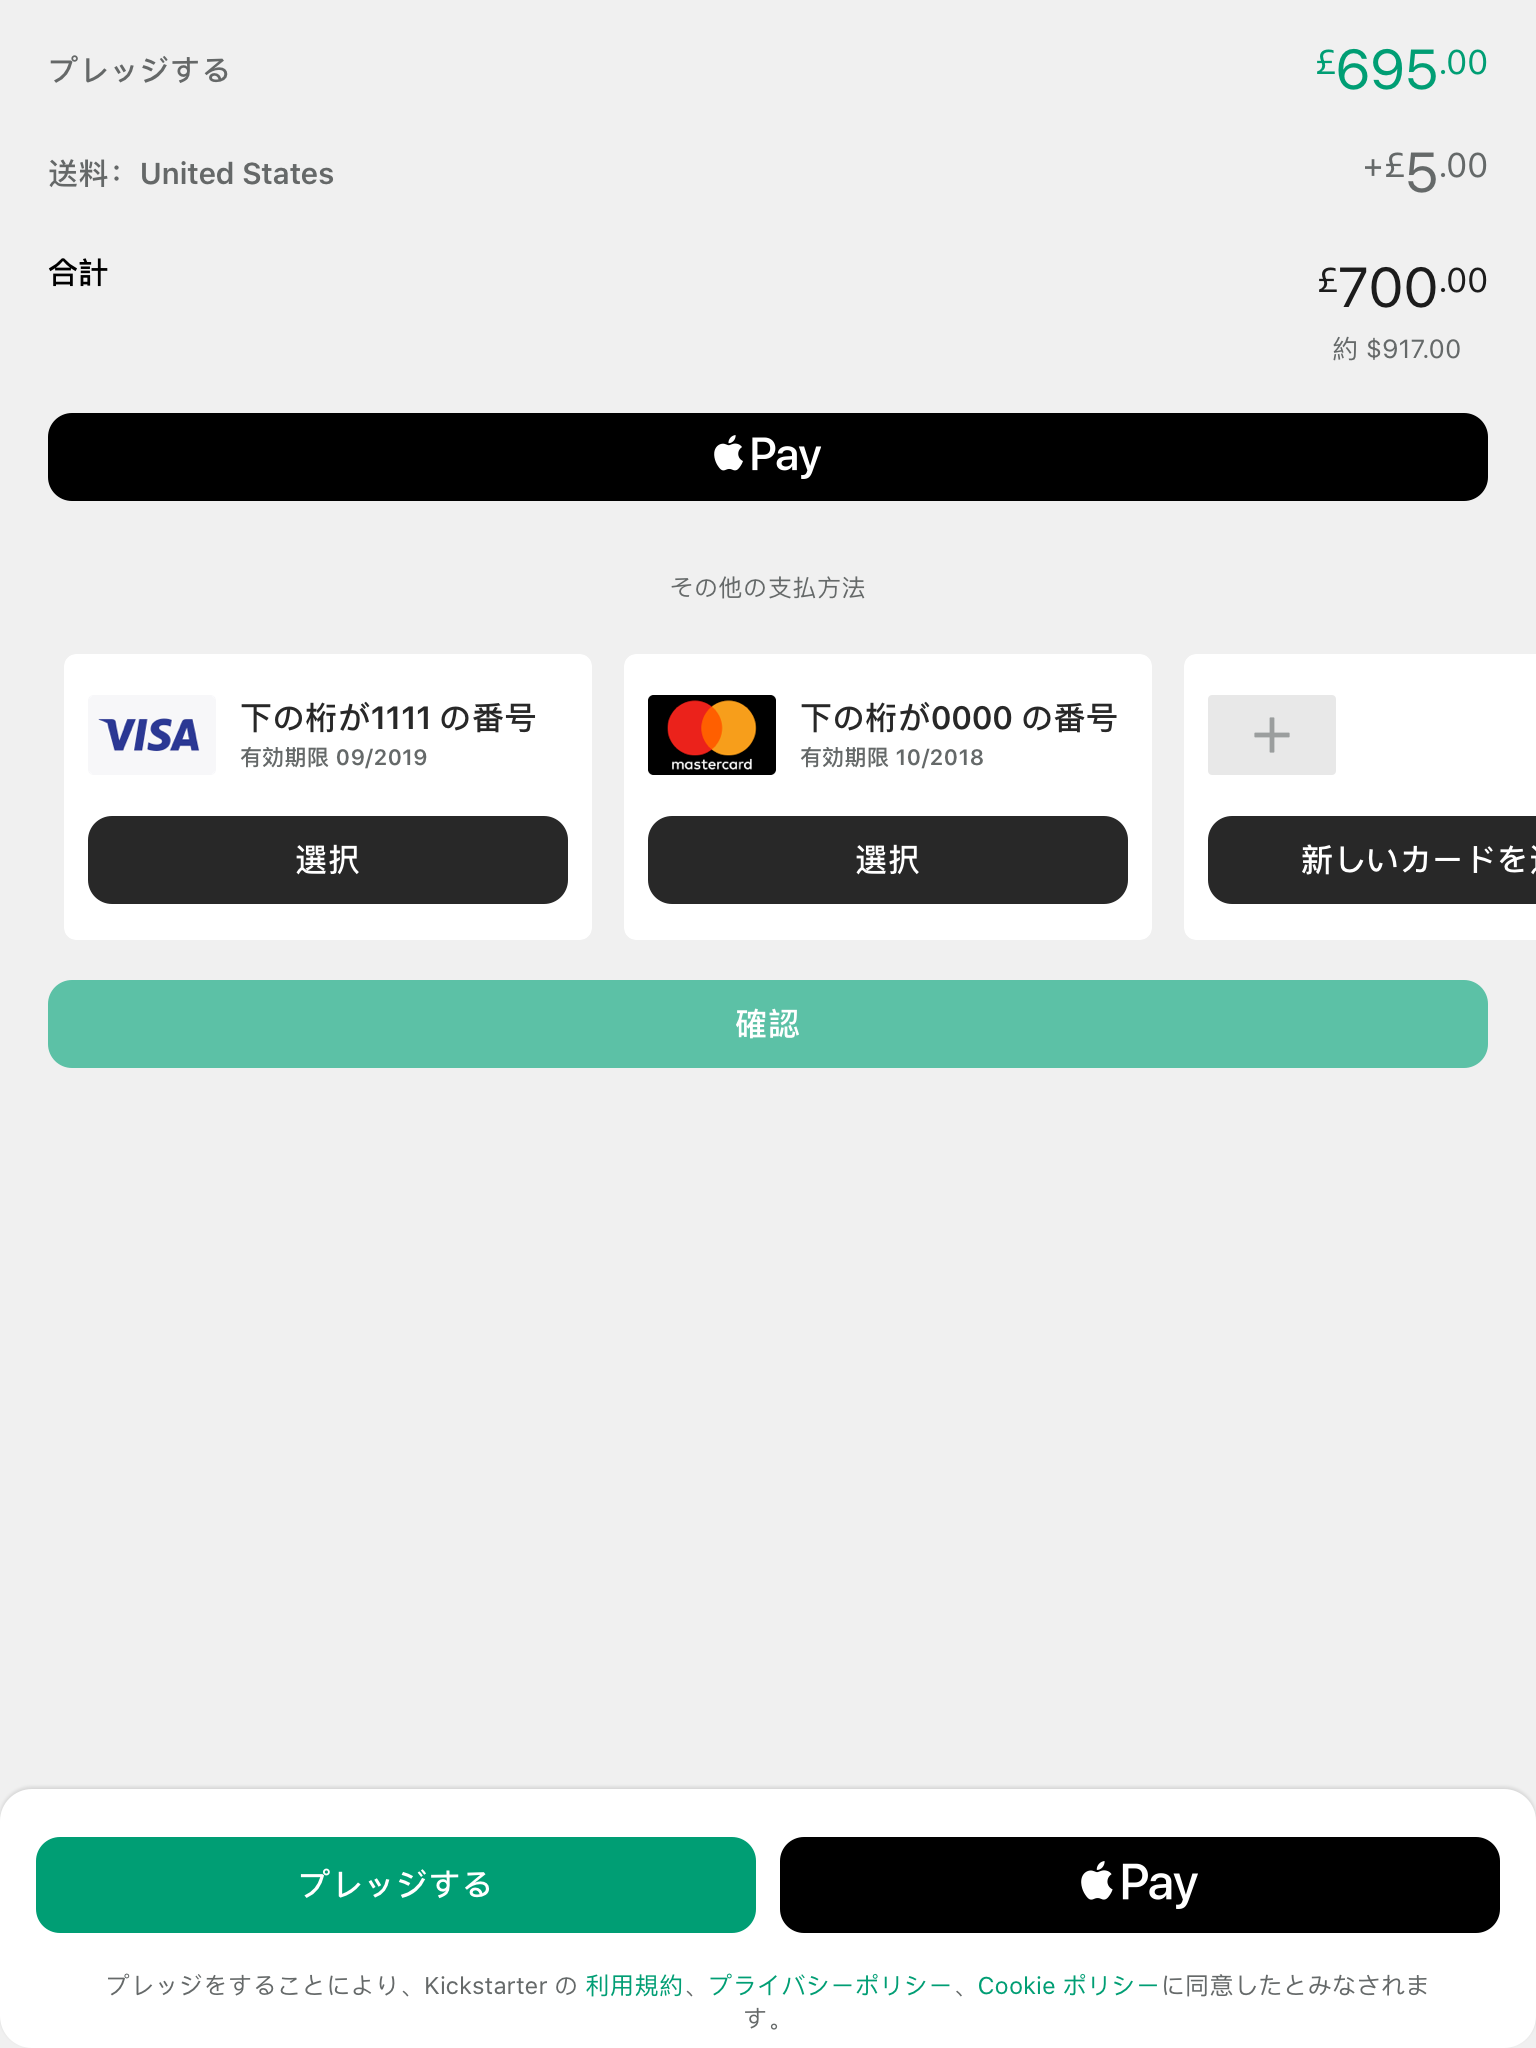 プレッジする
£695.00
送料： United States
+£5.00
合計
£700.00
約 $917.00
Pay
その他の支払方法
VISA
下の桁が1111 の番号
有効期限 09/2019
選択
mastercard
下の桁が0000 の番号
有効期限 10/2018
選択
新しいカードを
確認
プレッジする
Pay
プレッジをすることにより、Kickstarter の 利用規約、プライバシーポリシー、Cookie ポリシーに同意したとみなされま
す。